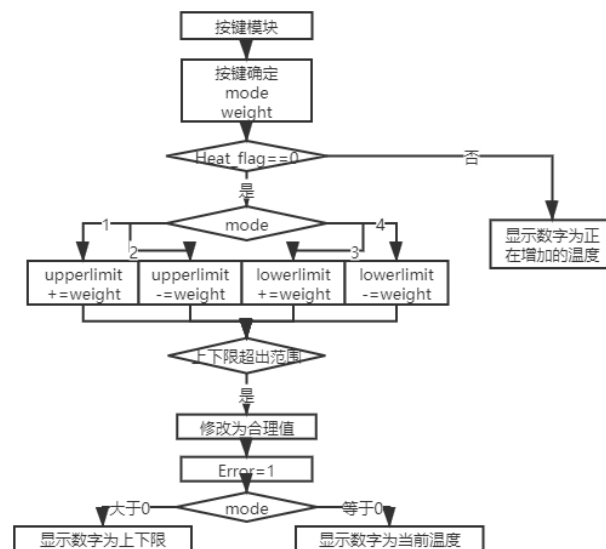 按键模块
按键确定
mode
weight
Heat_flag==0
否
是
mode
1
2
3
4
显示数字为正
在增加的温度
upperlimit
+=weight
upperlimit
-=weight
lowerlimit
+=weight
lowerlimit
-=weight
上下限超出范围
是
修改为合理值
Error=1
大于0
mode
等于0
显示数字为上下限
显示数字为当前温度